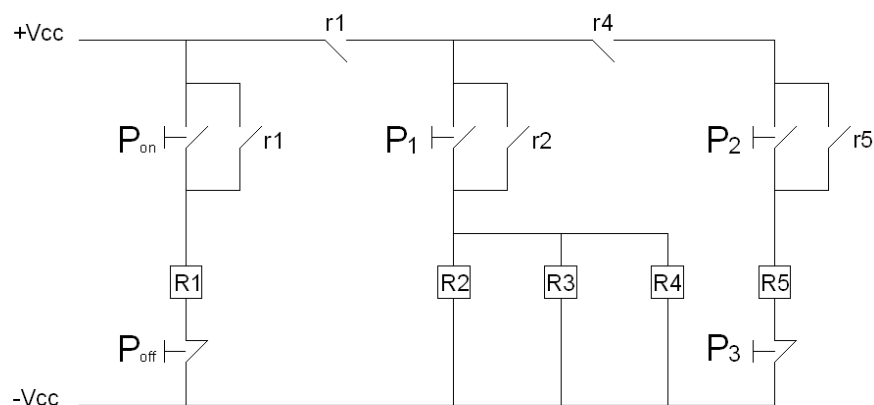 r1 r4
+Vcc
Pon r1 P1 r2 P2 r5
R1 R2 R3 R4 R5
Poff P3
-Vcc